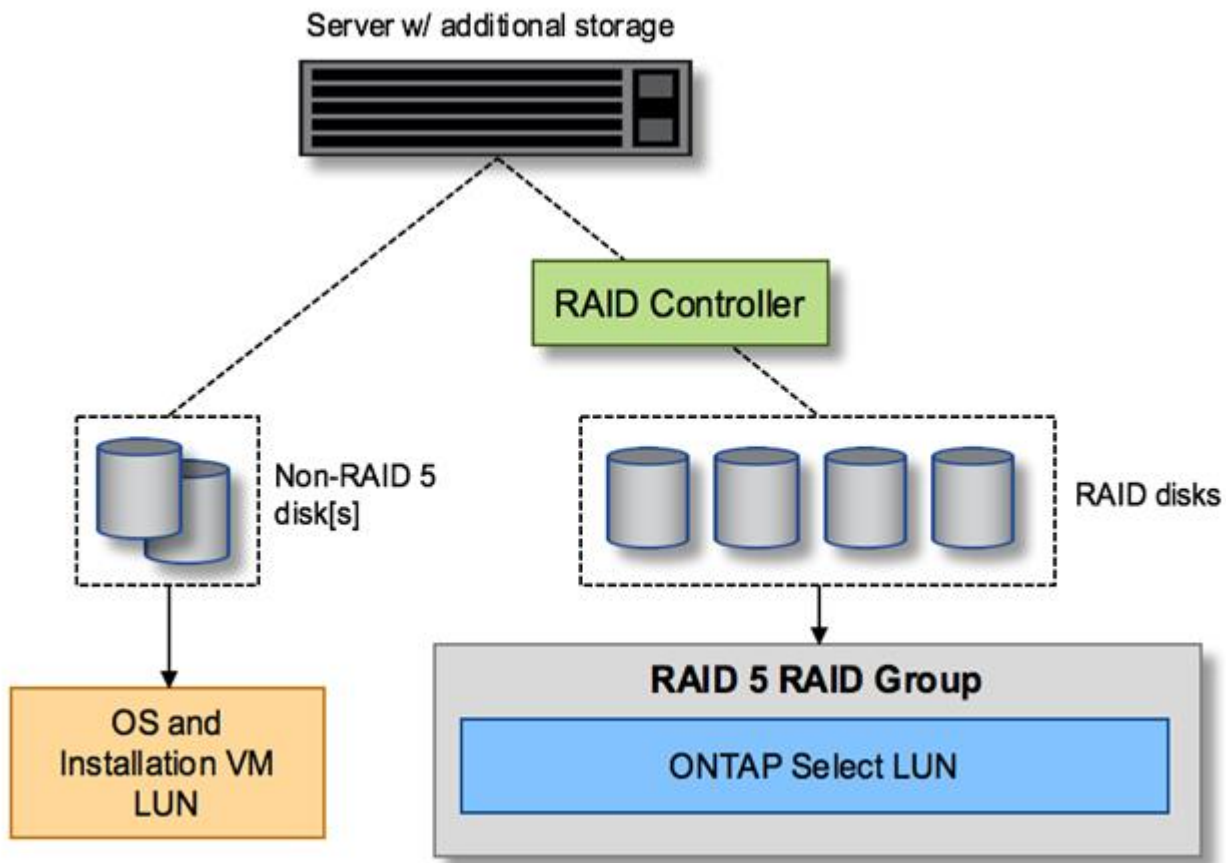 Server w/ additional storage
RAID Controller
Non-RAID 5
disk[s]
RAID disks
OS and
Installation VM
LUN
RAID 5 RAID Group
ONTAP Select LUN